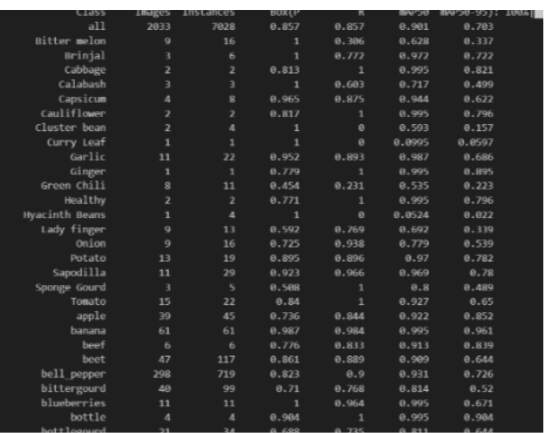 Class Images Instances Box(P R mAP50 mAP50-95): 100%|
all 2033 7028 0.857 0.857 0.901 0.703
Bitter melon 9 16 1 0.306 0.628 0.337
Brinjal 3 6 1 0.772 0.972 0.722
Cabbage 2 2 0.813 1 0.995 0.821
Calabash 3 3 1 0.603 0.717 0.499
Capsicum 4 8 0.965 0.875 0.944 0.622
Cauliflower 2 2 0.817 1 0.995 0.796
Cluster bean 2 4 1 0 0.593 0.157
Curry Leaf 1 1 1 0 0.0995 0.0597
Garlic 11 22 0.952 0.893 0.987 0.686
Ginger 1 1 0.779 1 0.995 0.895
Green Chili 8 11 0.454 0.231 0.535 0.223
Healthy 2 2 0.771 1 0.995 0.796
Hyacinth Beans 1 4 1 0 0.0524 0.022
Lady finger 9 13 0.592 0.769 0.692 0.339
Onion 9 16 0.725 0.938 0.779 0.539
Potato 13 19 0.895 0.896 0.97 0.782
Sapodilla 11 29 0.923 0.966 0.969 0.78
Sponge Gourd 3 5 0.508 1 0.8 0.489
Tomato 15 22 0.84 1 0.927 0.65
apple 39 45 0.736 0.844 0.922 0.852
banana 61 61 0.987 0.984 0.995 0.961
beef 6 6 0.776 0.833 0.913 0.839
beet 47 117 0.861 0.889 0.909 0.644
bell_pepper 298 719 0.823 0.9 0.931 0.726
bittergourd 40 99 0.71 0.768 0.814 0.52
blueberries 11 11 1 0.964 0.995 0.671
bottle 4 4 0.904 1 0.995 0.904
bottlegourd 21 34 0.688 0.735 0.811 0.644